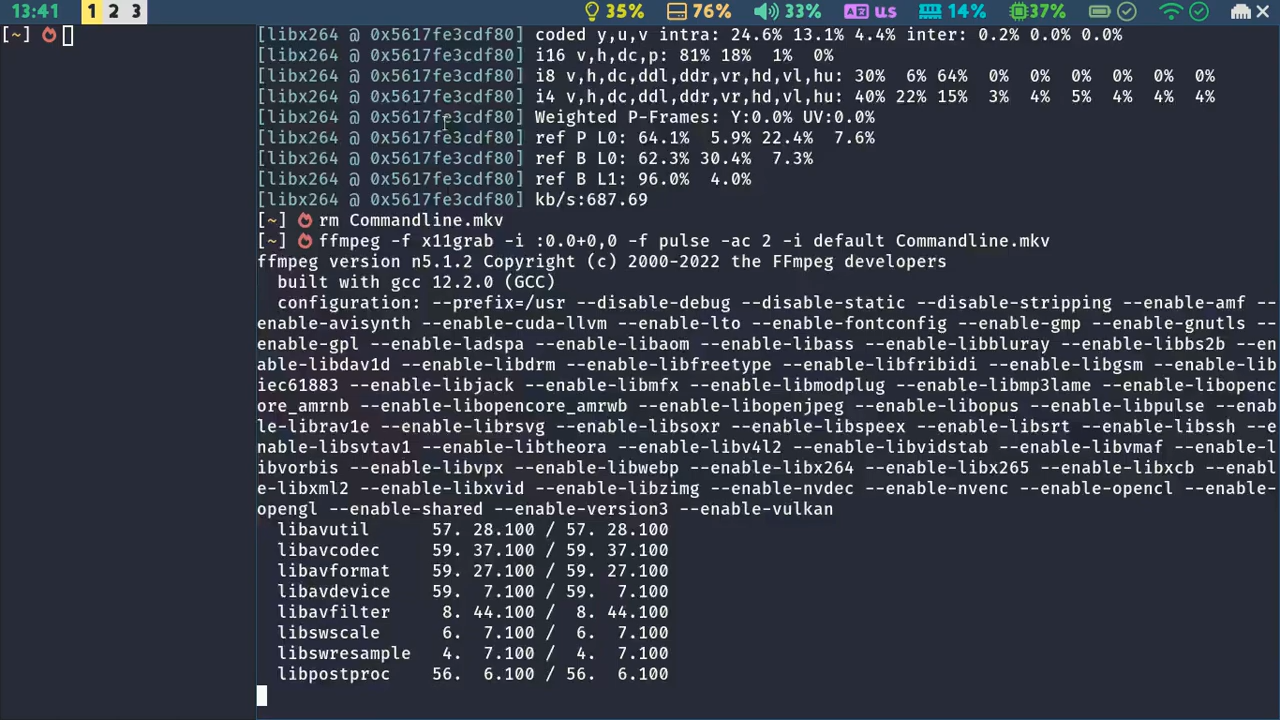 13:41 1 2 3 35% 76% 33% us 14% 37%
[~]
[libx264 @ 0x5617fe3cdf80] coded y,u,v intra: 24.6% 13.1% 4.4% inter: 0.2% 0.0% 0.0%
[libx264 @ 0x5617fe3cdf80] i16 v,h,dc,p: 81% 18%  1%  0%
[libx264 @ 0x5617fe3cdf80] i8 v,h,dc,ddl,ddr,vr,hd,vl,hu: 30%  6% 64%  0%  0%  0%  0%  0%  0%
[libx264 @ 0x5617fe3cdf80] i4 v,h,dc,ddl,ddr,vr,hd,vl,hu: 40% 22% 15%  3%  4%  5%  4%  4%  4%
[libx264 @ 0x5617fe3cdf80] Weighted P-Frames: Y:0.0% UV:0.0%
[libx264 @ 0x5617fe3cdf80] ref P L0: 64.1%  5.9% 22.4%  7.6%
[libx264 @ 0x5617fe3cdf80] ref B L0: 62.3% 30.4%  7.3%
[libx264 @ 0x5617fe3cdf80] ref B L1: 96.0%  4.0%
[libx264 @ 0x5617fe3cdf80] kb/s:687.69
[~] rm Commandline.mkv
[~] ffmpeg -f x11grab -i :0.0+0,0 -f pulse -ac 2 -i default Commandline.mkv
ffmpeg version n5.1.2 Copyright (c) 2000-2022 the FFmpeg developers
  built with gcc 12.2.0 (GCC)
  configuration: --prefix=/usr --disable-debug --disable-static --disable-stripping --enable-amf --
enable-avisynth --enable-cuda-llvm --enable-lto --enable-fontconfig --enable-gmp --enable-gnutls --
enable-gpl --enable-ladspa --enable-libaom --enable-libass --enable-libbluray --enable-libbs2b --en
able-libdav1d --enable-libdrm --enable-libfreetype --enable-libfribidi --enable-libgsm --enable-lib
iec61883 --enable-libjack --enable-libmfx --enable-libmodplug --enable-libmp3lame --enable-libopenc
ore_amrnb --enable-libopencore_amrwb --enable-libopenjpeg --enable-libopus --enable-libpulse --enab
le-librav1e --enable-librsvg --enable-libsoxr --enable-libspeex --enable-libsrt --enable-libssh --e
nable-libsvtav1 --enable-libtheora --enable-libv4l2 --enable-libvidstab --enable-libvmaf --enable-l
ibvorbis --enable-libvpx --enable-libwebp --enable-libx264 --enable-libx265 --enable-libxcb --enabl
e-libxml2 --enable-libxvid --enable-libzimg --enable-nvdec --enable-nvenc --enable-opencl --enable-
opengl --enable-shared --enable-version3 --enable-vulkan
  libavutil      57. 28.100 / 57. 28.100
  libavcodec     59. 37.100 / 59. 37.100
  libavformat    59. 27.100 / 59. 27.100
  libavdevice    59.  7.100 / 59.  7.100
  libavfilter     8. 44.100 /  8. 44.100
  libswscale      6.  7.100 /  6.  7.100
  libswresample   4.  7.100 /  4.  7.100
  libpostproc    56.  6.100 / 56.  6.100